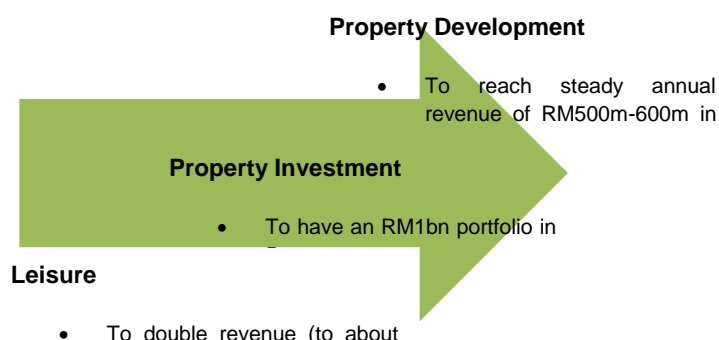 Property Development
• To reach steady annual
revenue of RM500m-600m in
Property Investment
• To have an RM1bn portfolio in
Leisure
• To double revenue (to about